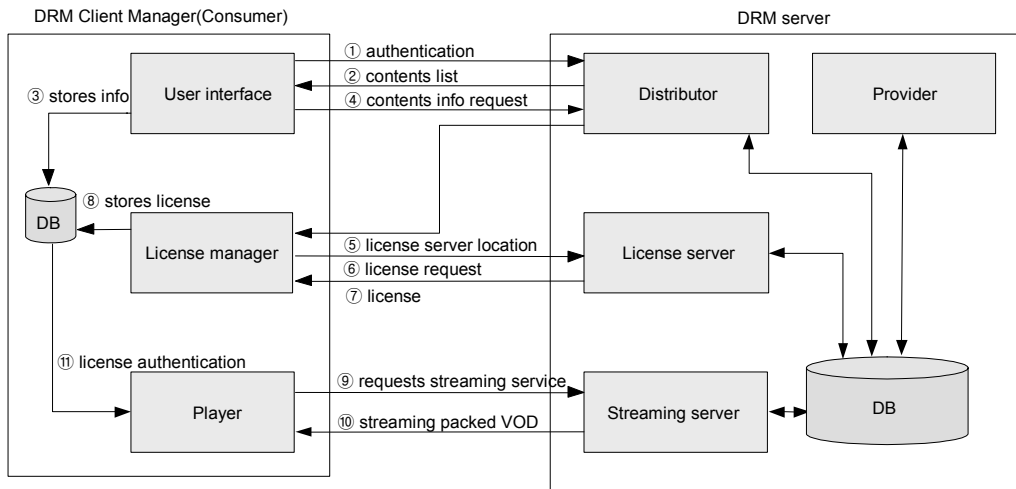 DRM Client Manager(Consumer)
DRM server
① authentication
② contents list
③ stores info
User interface
④ contents info request
Distributor
Provider
⑧ stores license
DB
License manager
⑤ license server location
⑥ license request
⑦ license
License server
⑪ license authentication
Player
⑨ requests streaming service
⑩ streaming packed VOD
Streaming server
DB